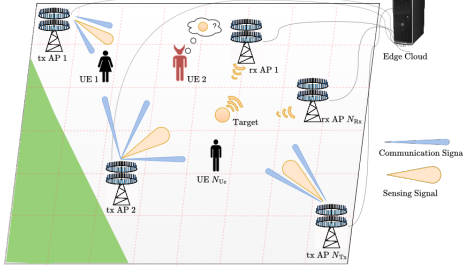 tx AP 1
UE 1
UE 2
?
rx AP 1
Edge Cloud
Target
rx AP N_Rx
Communication Signal
tx AP 2
UE N_Ue
Sensing Signal
tx AP N_Tx